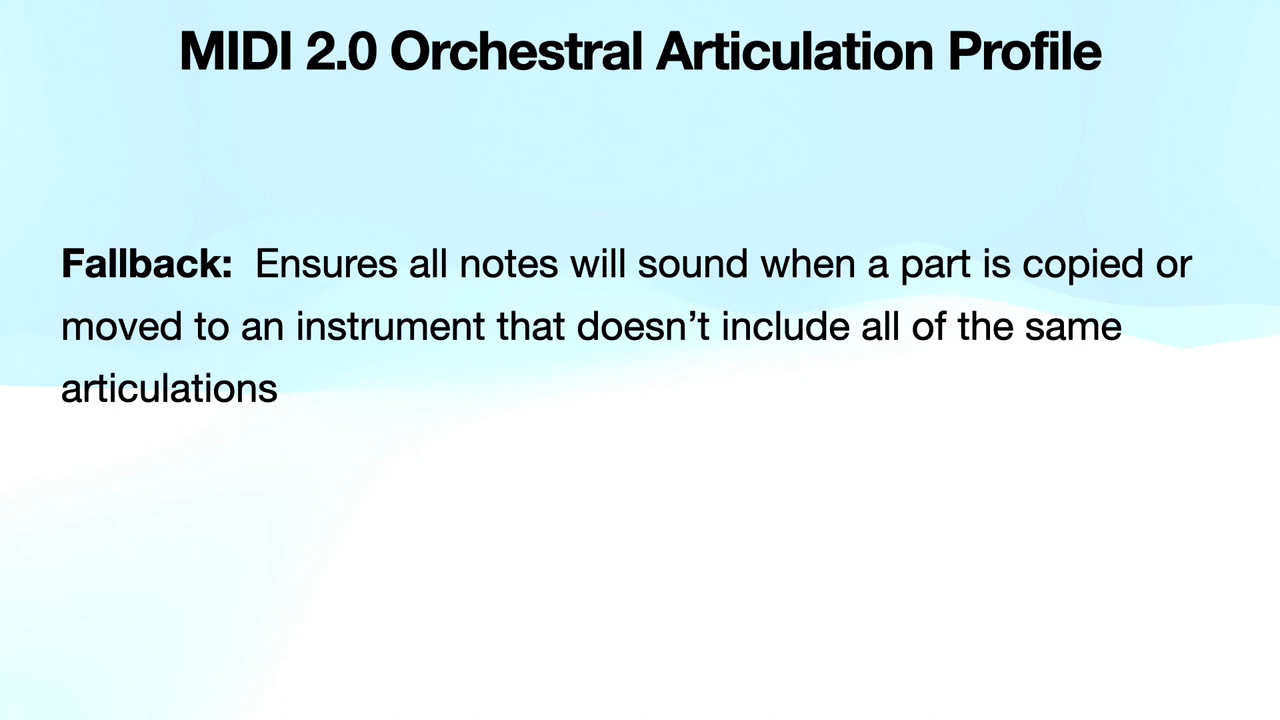 MIDI 2.0 Orchestral Articulation Profile
Fallback:  Ensures all notes will sound when a part is copied or
moved to an instrument that doesn’t include all of the same
articulations